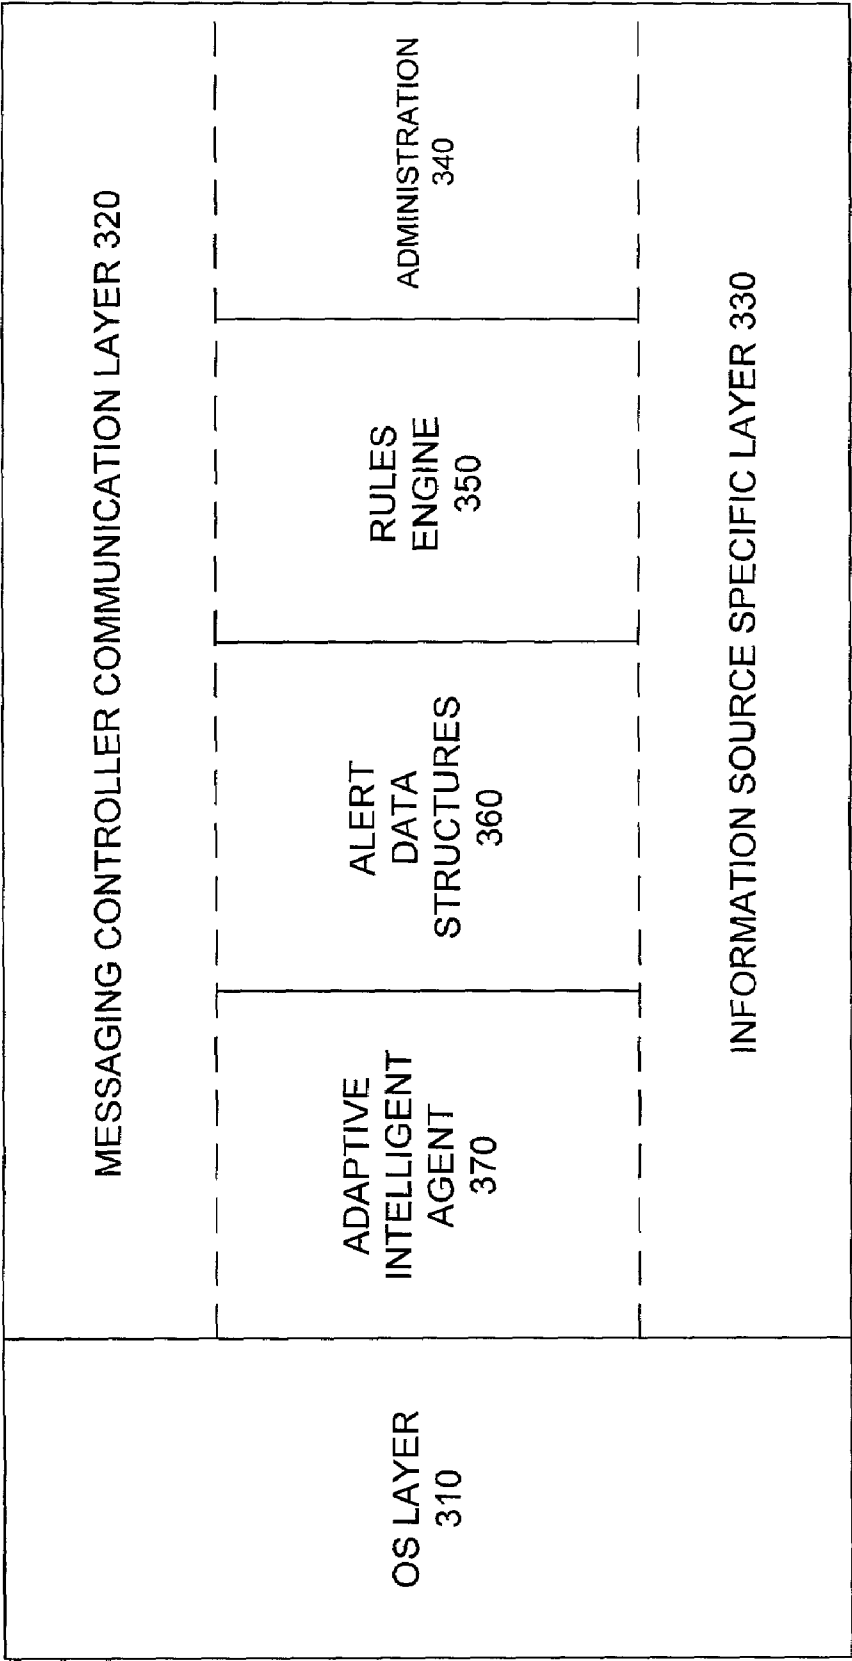 MESSAGING CONTROLLER COMMUNICATION LAYER 320
OS LAYER
310
ADAPTIVE
INTELLIGENT
AGENT
370
ALERT
DATA
STRUCTURES
360
RULES
ENGINE
350
ADMINISTRATION
340
INFORMATION SOURCE SPECIFIC LAYER 330